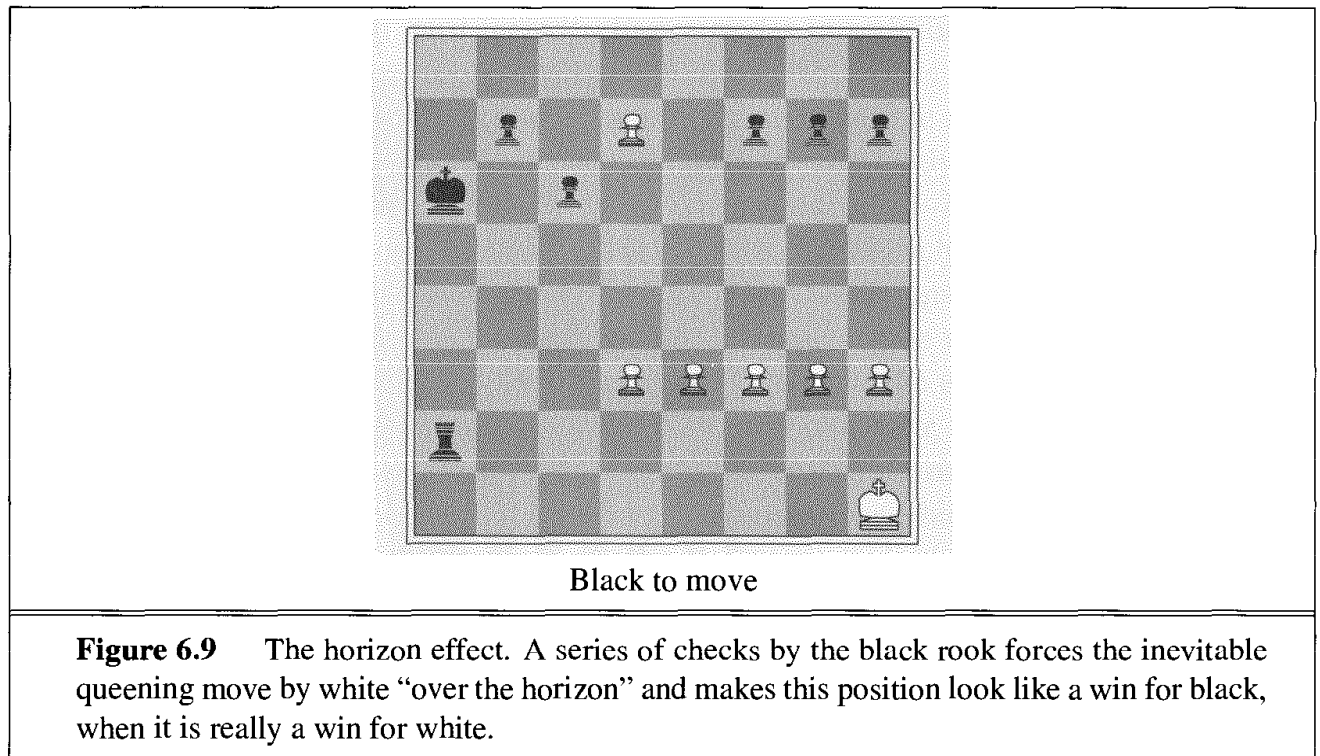 Black to move
Figure 6.9 The horizon effect. A series of checks by the black rook forces the inevitable
queening move by white “over the horizon” and makes this position look like a win for black,
when it is really a win for white.